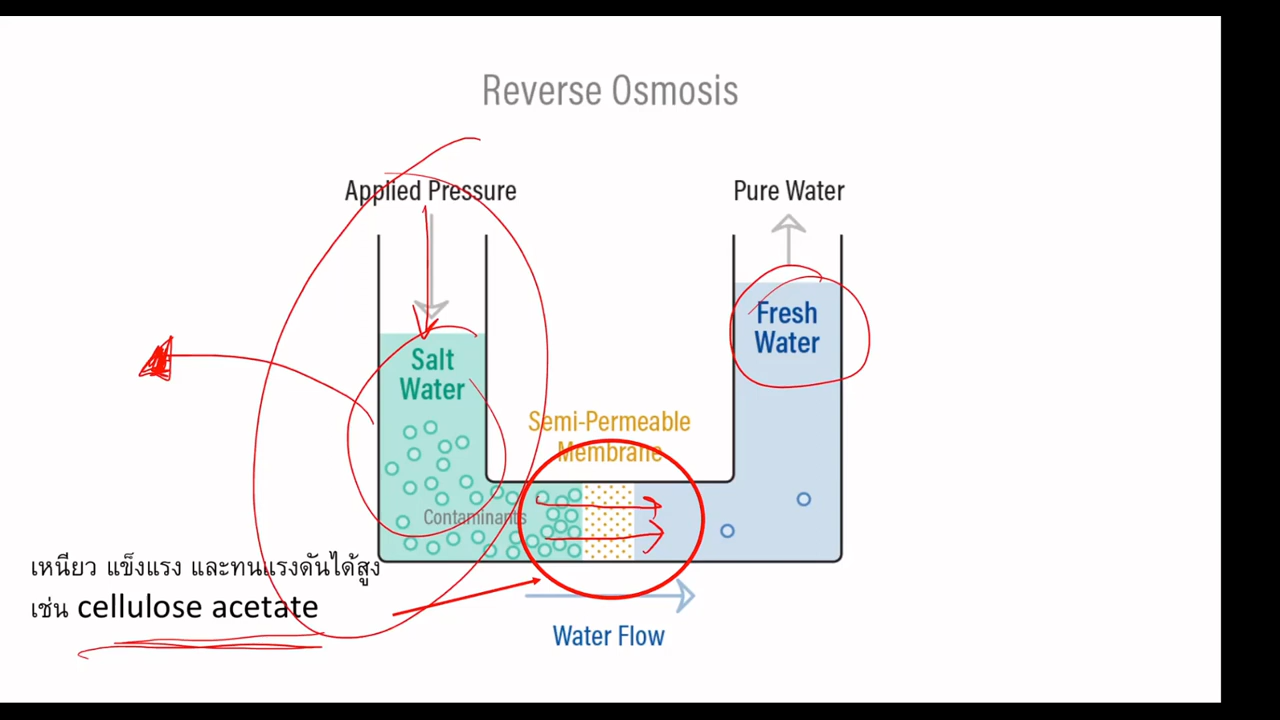 Reverse Osmosis
Applied Pressure
Pure Water
Salt
Water
Fresh
Water
Semi-Permeable
Membrane
Contaminants
เหนียว แข็งแรง และทนแรงดันได้สูง
เช่น cellulose acetate
Water Flow